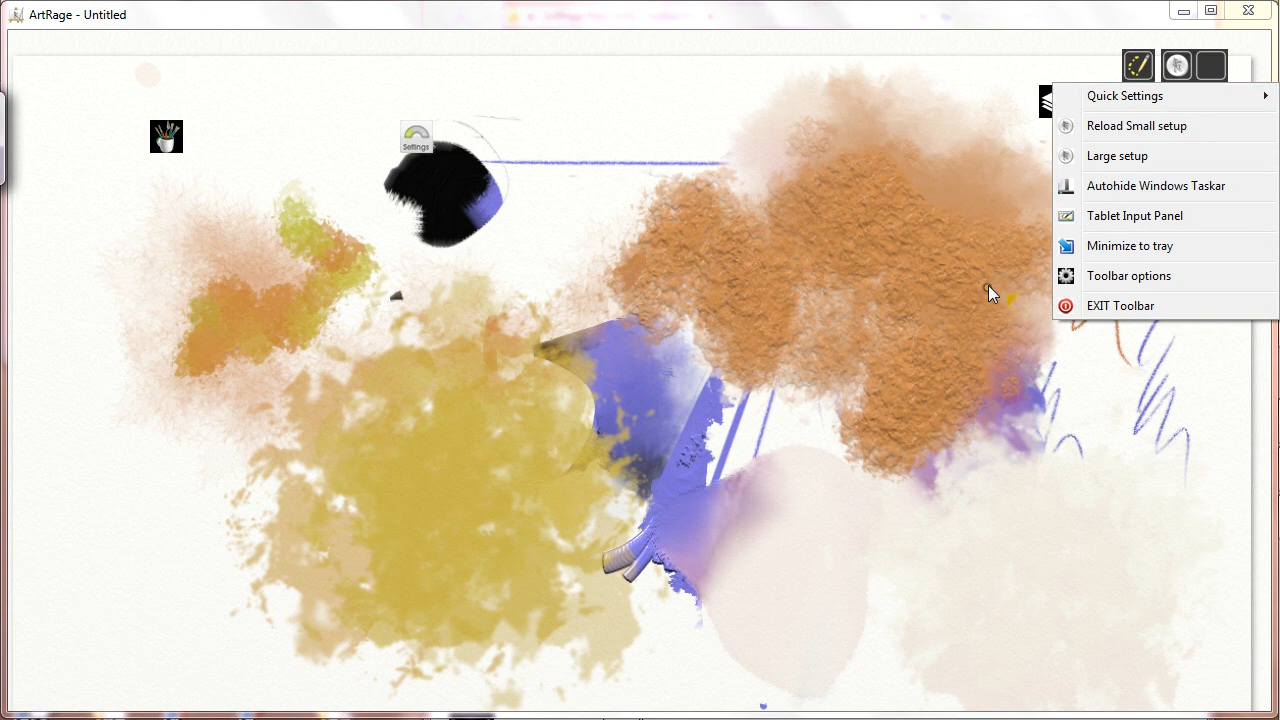 ArtRage - Untitled
Settings
Quick Settings
Reload Small setup
Large setup
Autohide Windows Taskar
Tablet Input Panel
Minimize to tray
Toolbar options
EXIT Toolbar